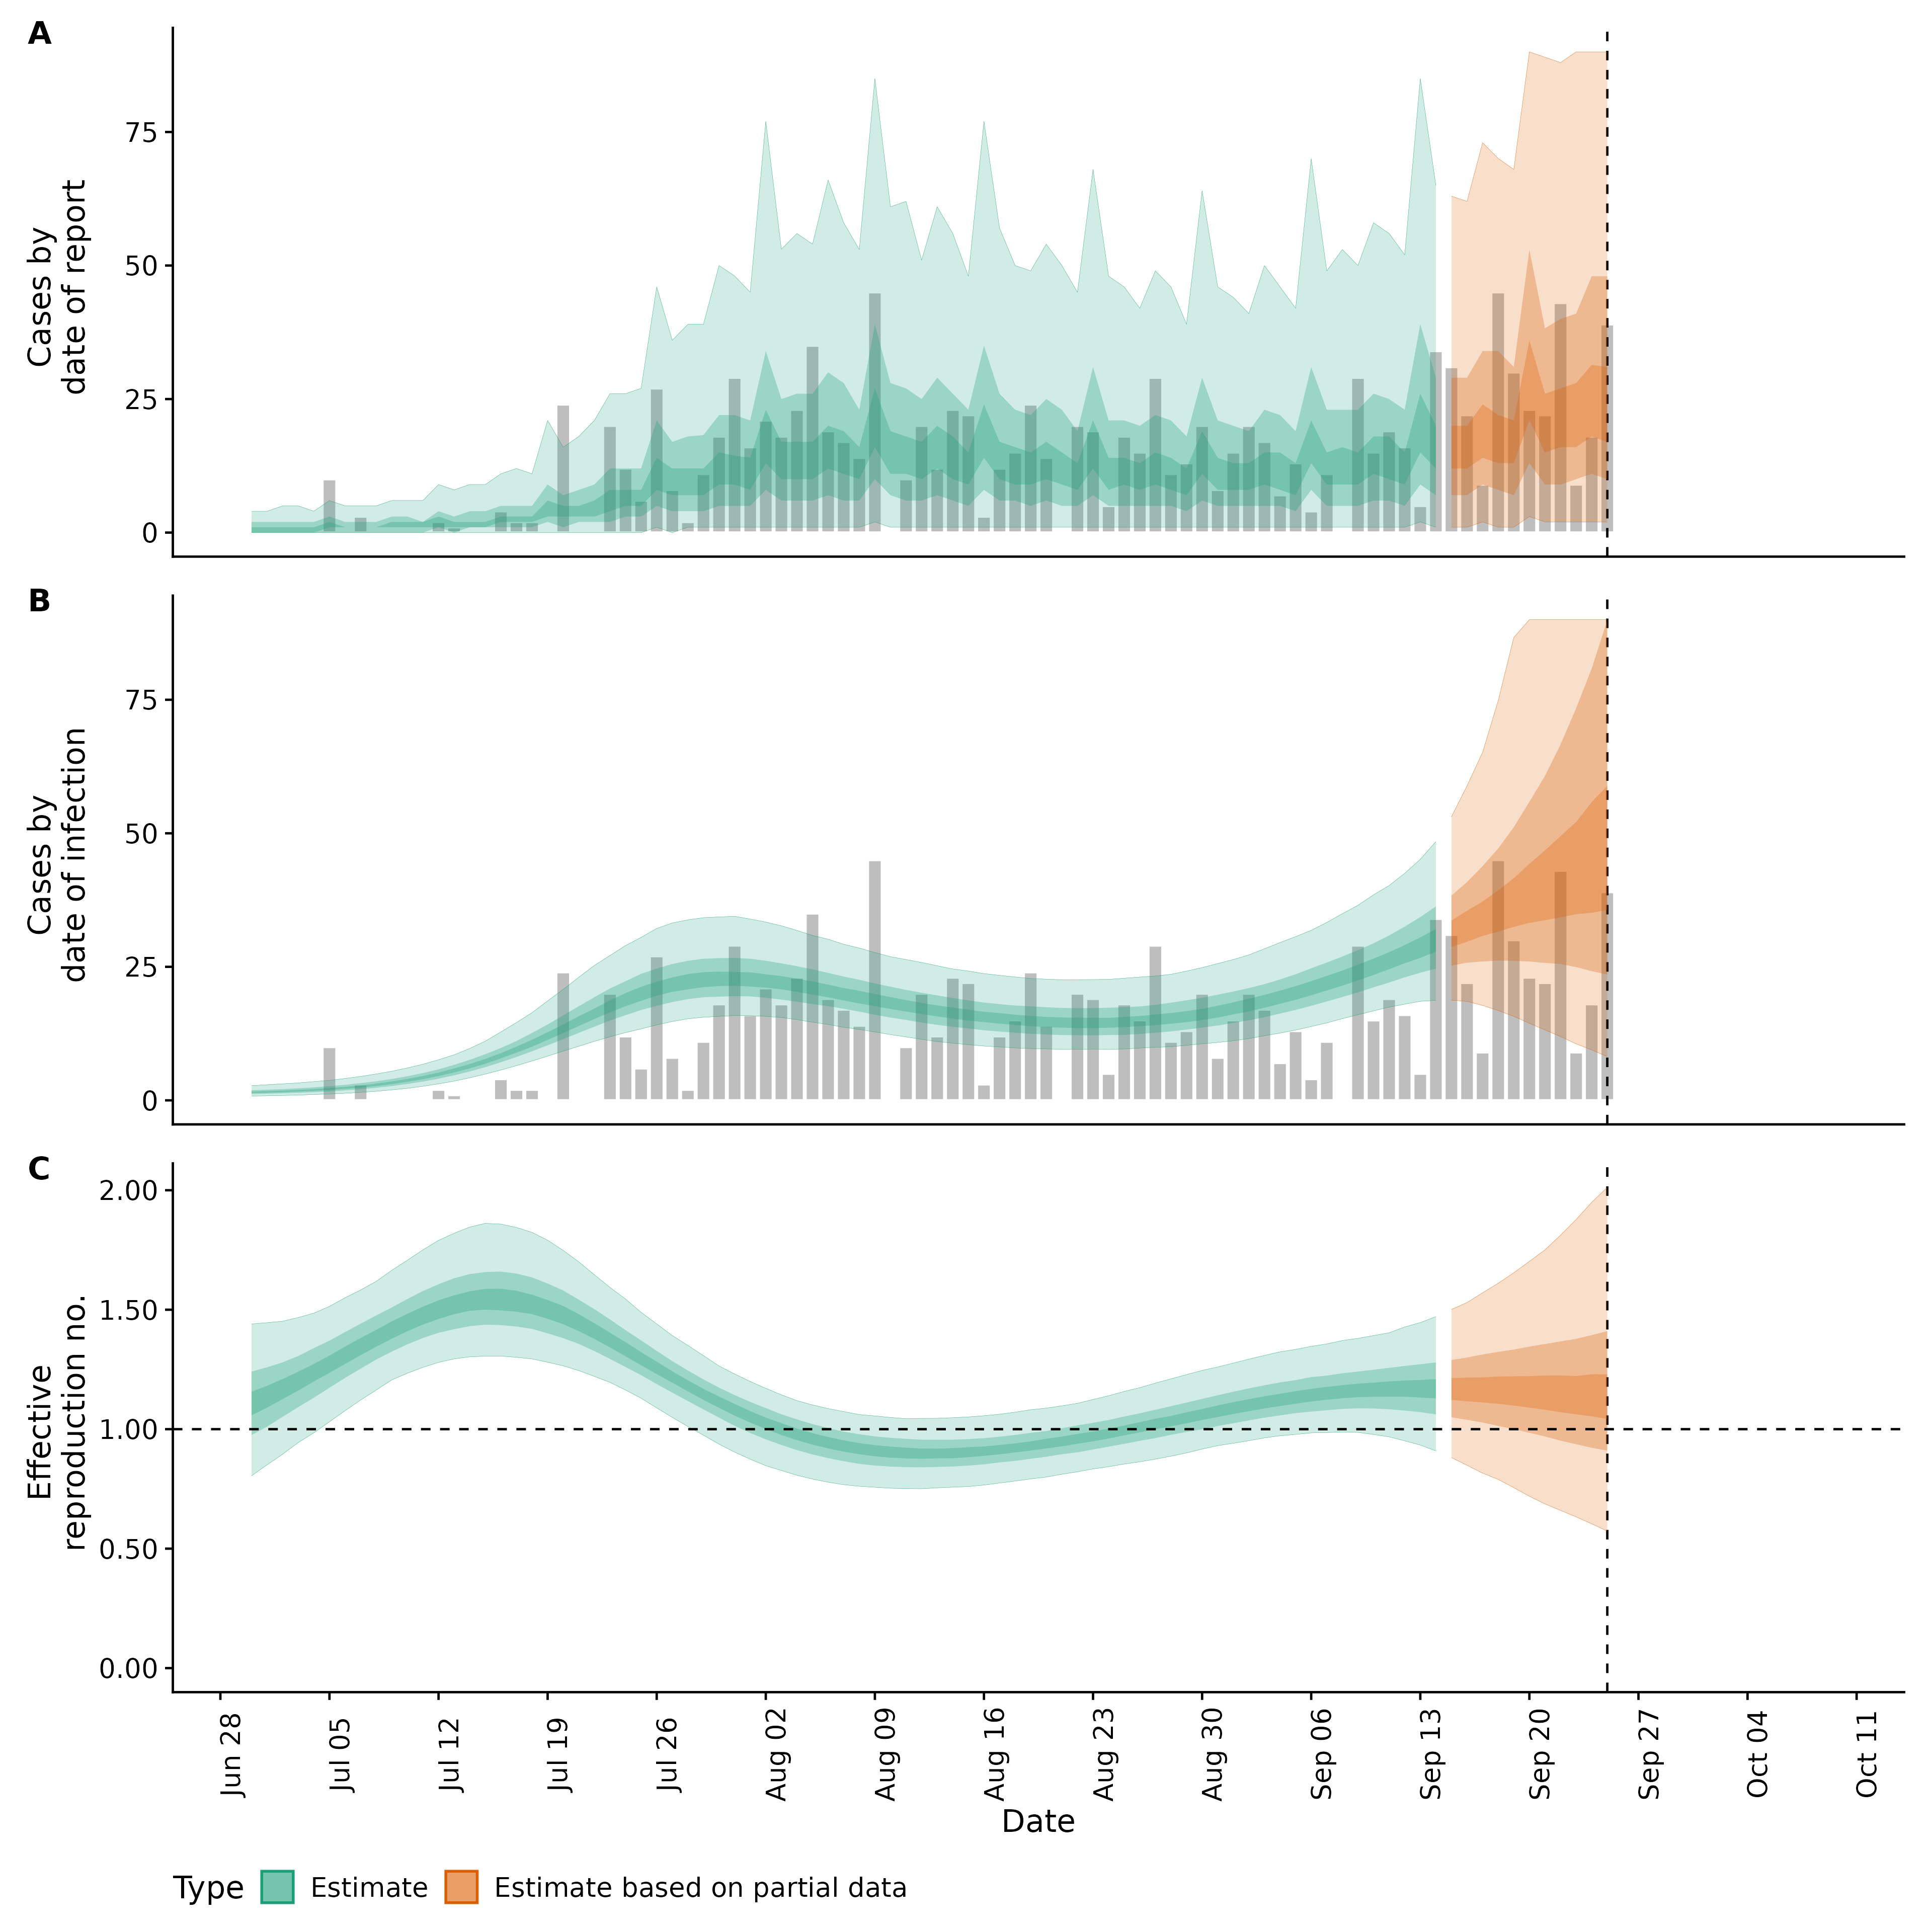 A
Cases by
date of report
75
50
25
0
B
Cases by
date of infection
75
50
25
0
C
Effective
reproduction no.
2.00
1.50
1.00
0.50
0.00
Jun 28
Jul 05
Jul 12
Jul 19
Jul 26
Aug 02
Aug 09
Aug 16
Aug 23
Aug 30
Sep 06
Sep 13
Sep 20
Sep 27
Oct 04
Oct 11
Date
Type Estimate Estimate based on partial data